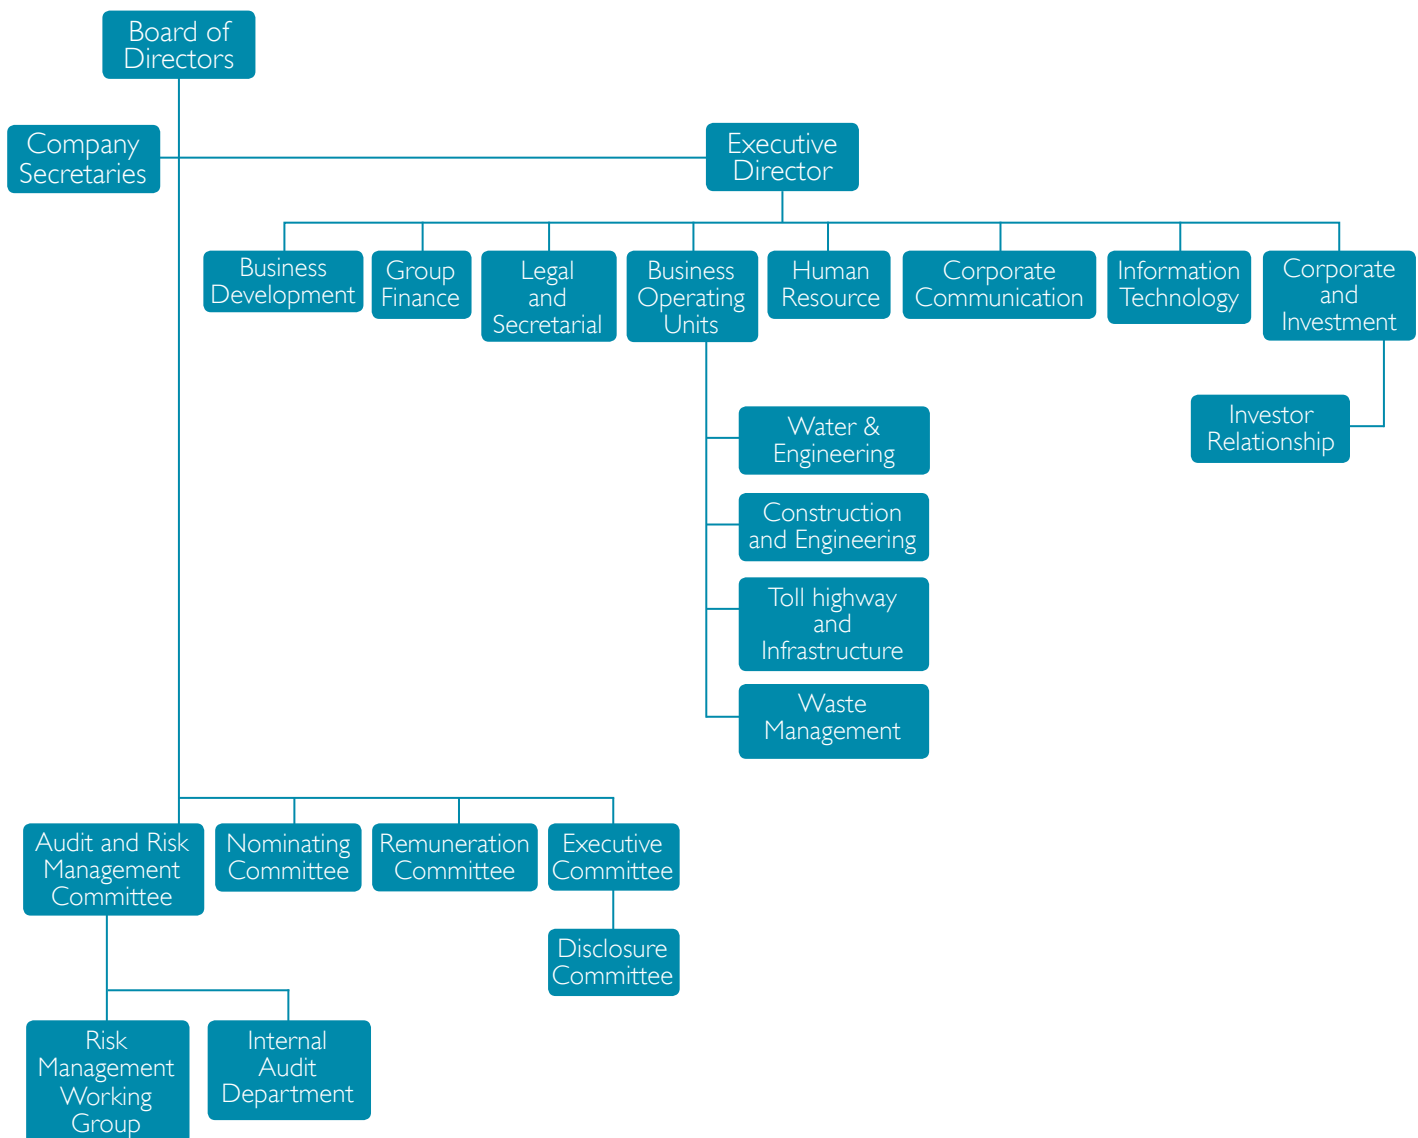 Board of
Directors
Company
Secretaries
Executive
Director
Business
Development
Group
Finance
Legal
and
Secretarial
Business
Operating
Units
Human
Resource
Corporate
Communication
Information
Technology
Corporate
and
Investment
Investor
Relationship
Water &
Engineering
Construction
and Engineering
Toll highway
and
Infrastructure
Waste
Management
Audit and Risk
Management
Committee
Nominating
Committee
Remuneration
Committee
Executive
Committee
Disclosure
Committee
Risk
Management
Working
Group
Internal
Audit
Department